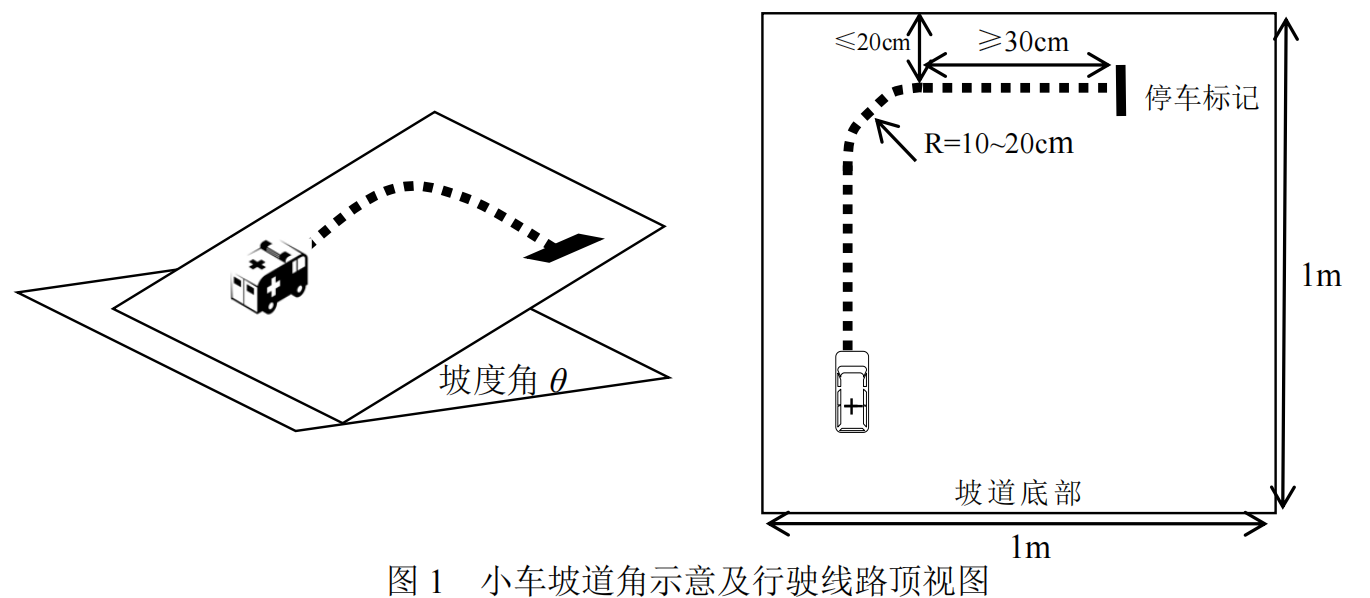 坡度角 θ
≤20cm
≥30cm
停车标记
R=10~20cm
1m
坡道底部
1m
图 1 小车坡道角示意及行驶线路顶视图